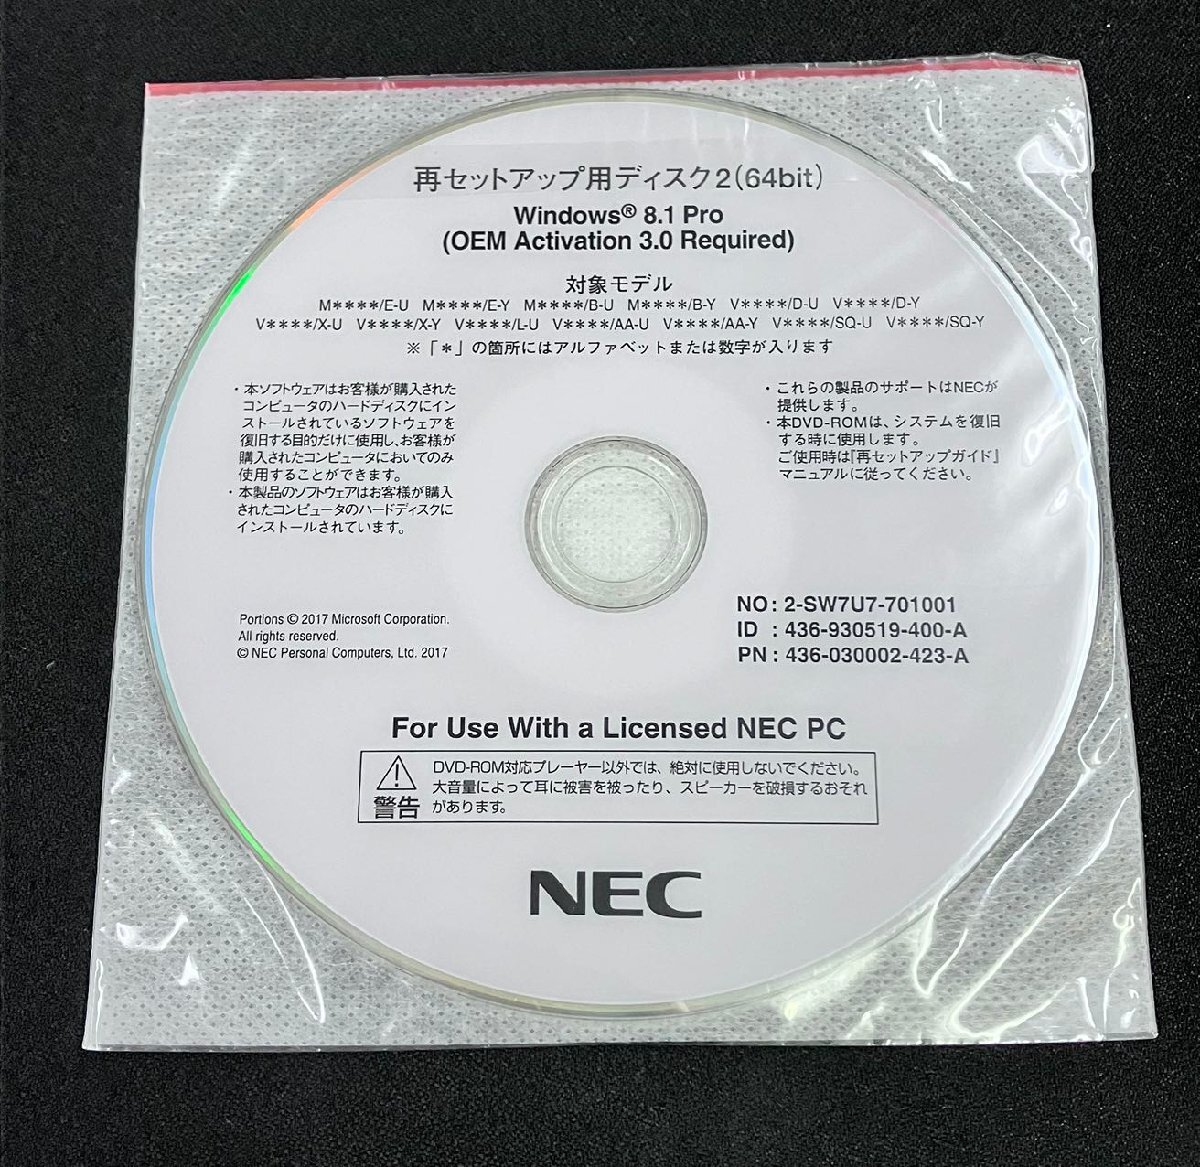 再セットアップ用ディスク2(64bit)
Windows® 8.1 Pro
(OEM Activation 3.0 Required)
対象モデル
M****/E-U M****/E-Y M****/B-U M****/B-Y V****/D-U V****/D-Y
V****/X-U V****/X-Y V****/L-U V****/AA-U V****/AA-Y V****/SQ-U V****/SQ-Y
※「*」の箇所にはアルファベットまたは数字が入ります
・本ソフトウェアはお客様が購入された
コンピュータのハードディスクにイン
ストールされているソフトウェアを
復旧する目的だけに使用し、お客様が
購入されたコンピュータにおいてのみ
使用することができます。
・本製品のソフトウェアはお客様が購入
されたコンピュータのハードディスクに
インストールされています。
・これらの製品のサポートはNECが
提供します。
・本DVD-ROMは、システムを復旧
する時に使用します。
ご使用時は『再セットアップガイド』
マニュアルに従ってください。
Portions © 2017 Microsoft Corporation.
All rights reserved.
© NEC Personal Computers, Ltd. 2017
NO : 2-SW7U7-701001
ID : 436-930519-400-A
PN : 436-030002-423-A
For Use With a Licensed NEC PC
警告
DVD-ROM対応プレーヤー以外では、絶対に使用しないでください。
大音量によって耳に被害を被ったり、スピーカーを破損するおそれ
があります。
NEC